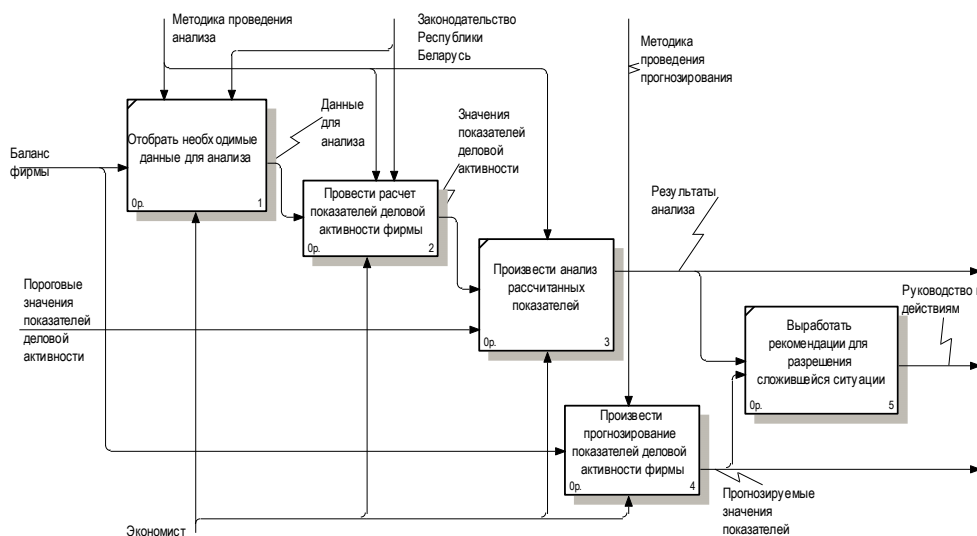 Методика проведения
анализа
Законодательство
Республики
Беларусь
Методика
проведения
прогнозирования
Отобрать необходимые
данные для анализа
0р.
1
Данные
для
анализа
Значения
показателей
деловой
активности
Баланс
фирмы
Провести расчет
показателей деловой
активности фирмы
0р.
2
Результаты
анализа
Произвести анализ
рассчитанных
показателей
0р.
3
Пороговые
значения
показателей
деловой
активности
Руководство к
действиям
Выработать
рекомендации для
разрешения
сложившейся ситуации
0р.
5
Произвести
прогнозирование
показателей деловой
активности фирмы
0р.
4
Прогнозируемые
значения
показателей
Экономист